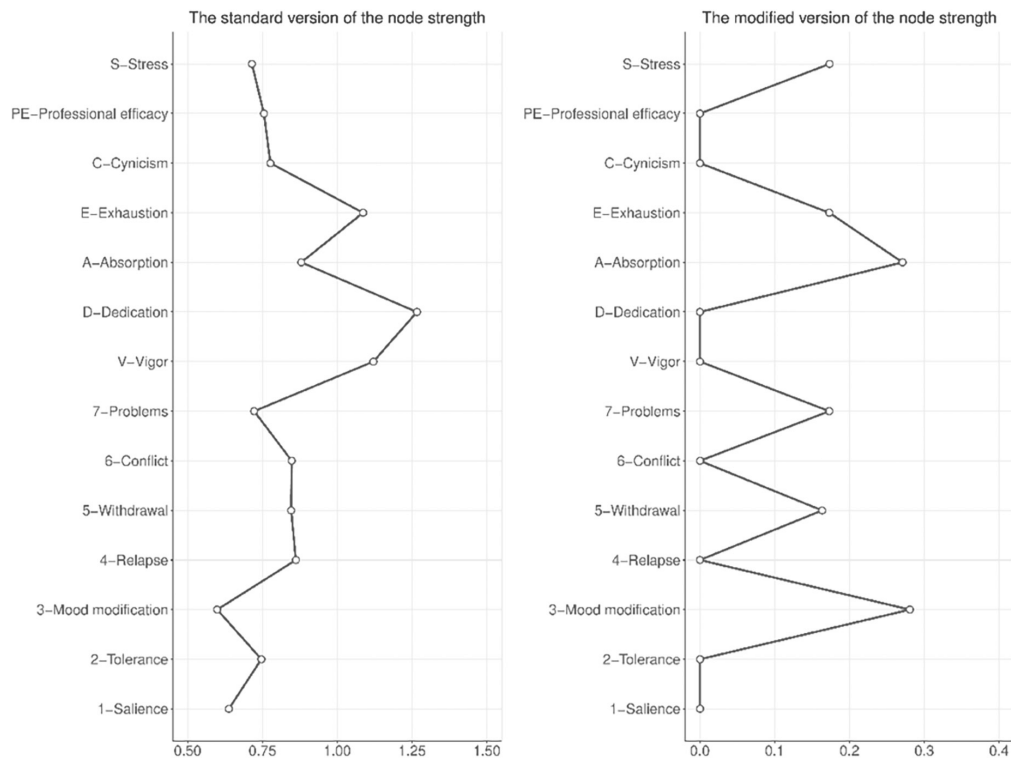 The standard version of the node strength
S−Stress
PE−Professional efficacy
C−Cynicism
E−Exhaustion
A−Absorption
D−Dedication
V−Vigor
7−Problems
6−Conflict
5−Withdrawal
4−Relapse
3−Mood modification
2−Tolerance
1−Salience
0.50 0.75 1.00 1.25 1.50
The modified version of the node strength
S−Stress
PE−Professional efficacy
C−Cynicism
E−Exhaustion
A−Absorption
D−Dedication
V−Vigor
7−Problems
6−Conflict
5−Withdrawal
4−Relapse
3−Mood modification
2−Tolerance
1−Salience
0.0 0.1 0.2 0.3 0.4